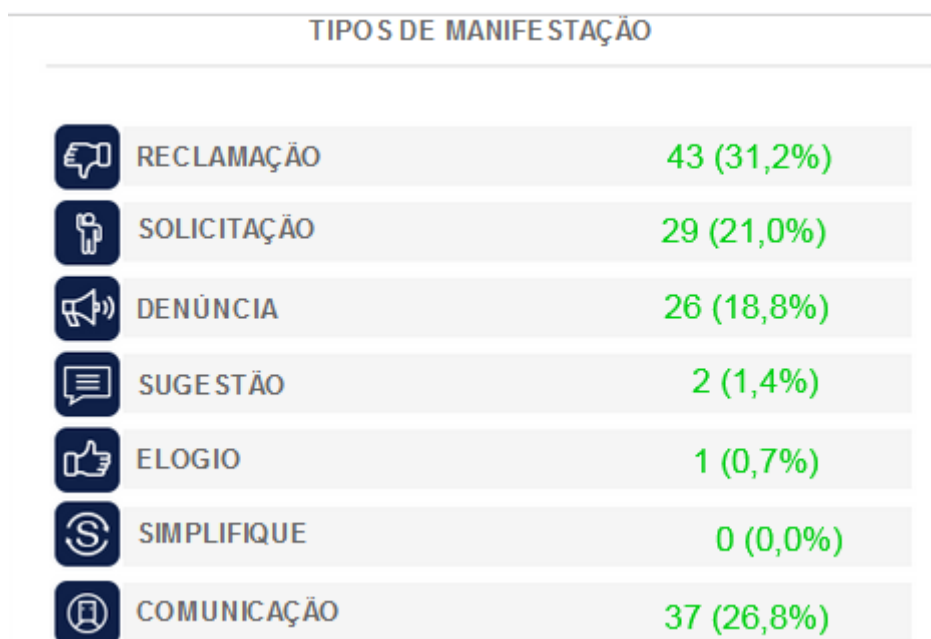 TIPOS DE MANIFESTAÇÃO
RECLAMAÇÃO 43 (31,2%)
SOLICITAÇÃO 29 (21,0%)
DENÚNCIA 26 (18,8%)
SUGESTÃO 2 (1,4%)
ELOGIO 1 (0,7%)
SIMPLIFIQUE 0 (0,0%)
COMUNICAÇÃO 37 (26,8%)